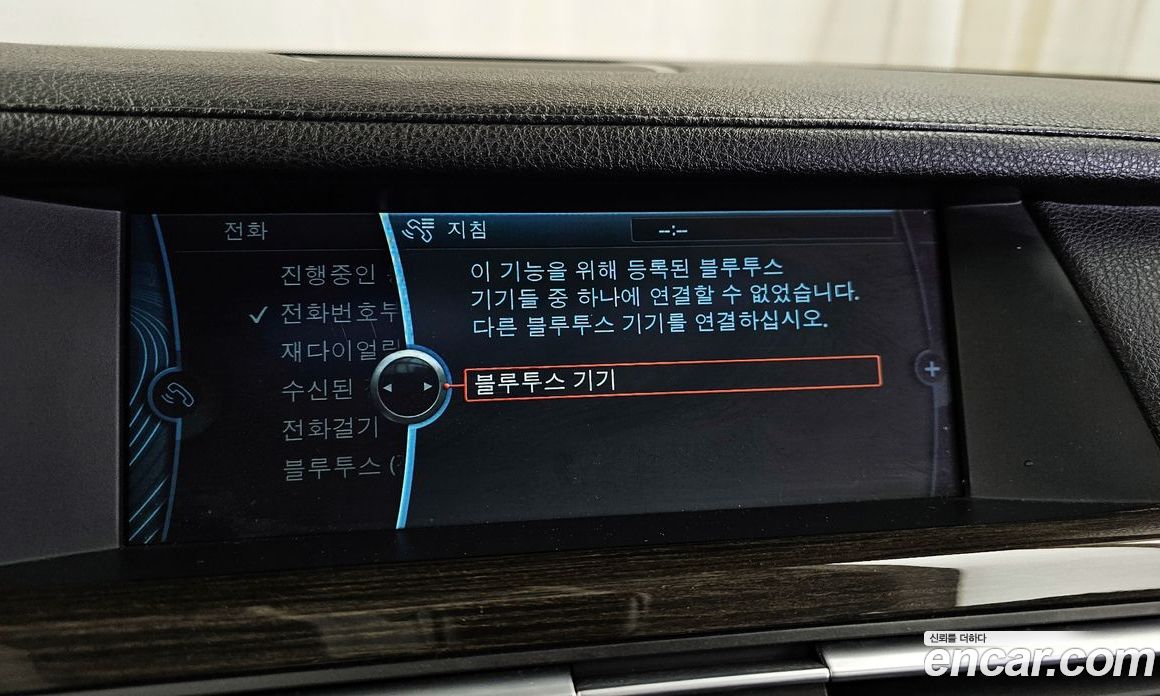 전화
지침
--:--
이 기능을 위해 등록된 블루투스
기기들 중 하나에 연결할 수 없었습니다.
다른 블루투스 기기를 연결하십시오.
블루투스 기기
진행중인
전화번호부
재다이얼링
수신된
전화걸기
블루투스 (
신뢰를 더하다
encar.com